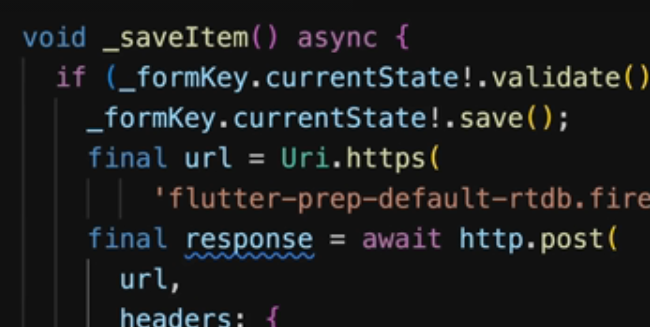 void _saveItem() async {
if (_formKey.currentState!.validate()
_formKey.currentState!.save();
final url = Uri.https(
'flutter-prep-default-rtdb.fire
final response = await http.post(
url,
headers: {